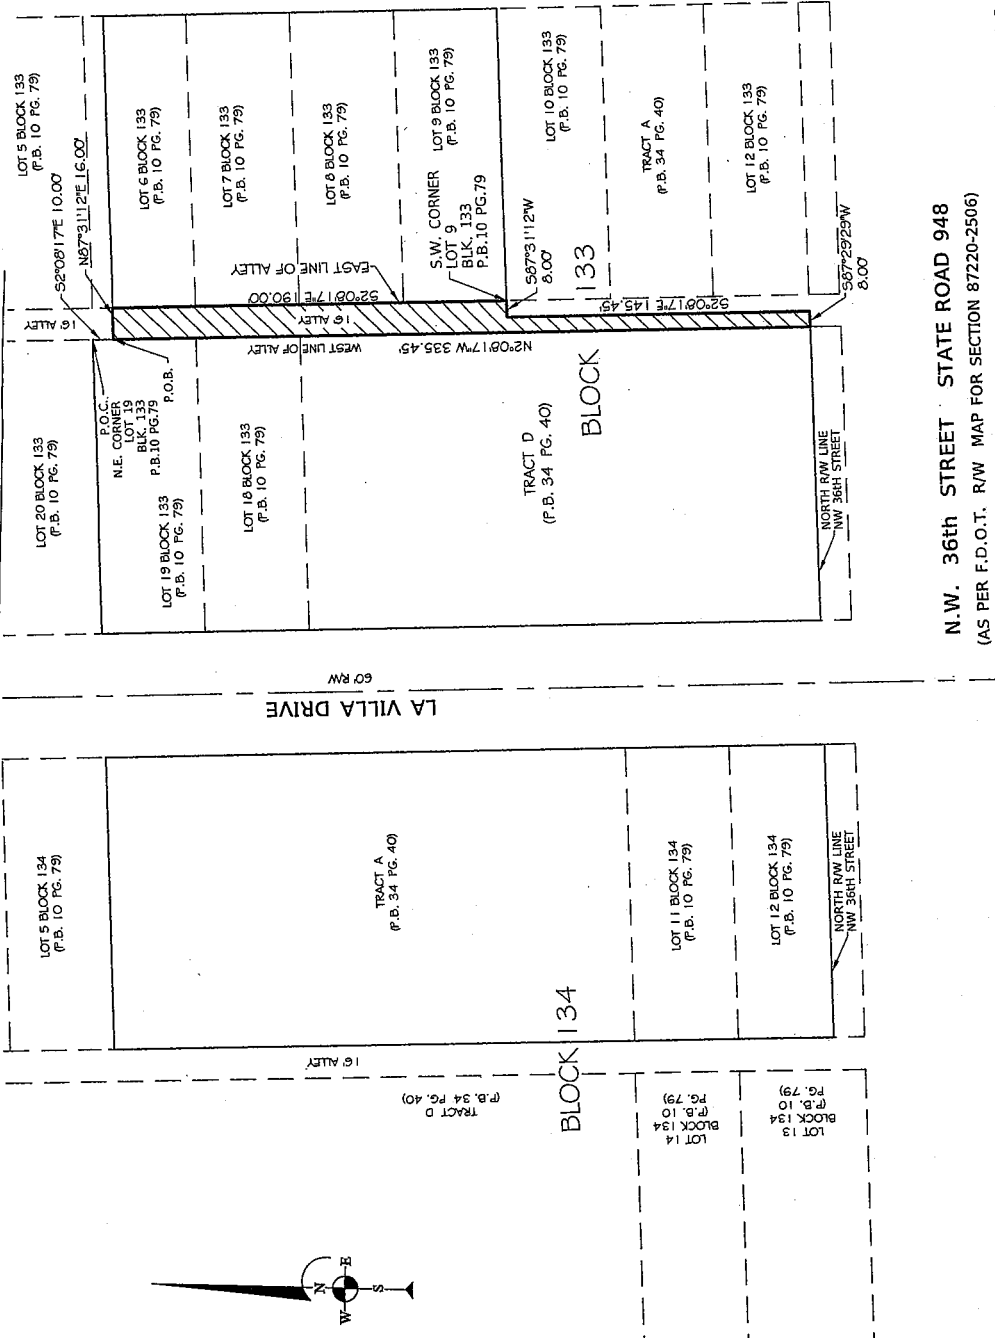 LOT 5 BLOCK 133
(P.B. 10 PG. 79)
S2°08'17"E 10.00'
N87°31'12"E 16.00'
LOT 6 BLOCK 133
(P.B. 10 PG. 79)
LOT 7 BLOCK 133
(P.B. 10 PG. 79)
LOT 8 BLOCK 133
(P.B. 10 PG. 79)
LOT 9 BLOCK 133
(P.B. 10 PG. 79)
LOT 10 BLOCK 133
(P.B. 10 PG. 79)
TRACT A
(P.B. 34 PG. 40)
LOT 12 BLOCK 133
(P.B. 10 PG. 79)
S.W. CORNER
LOT 9
BLK. 133
P.B.10 PG.79
EAST LINE OF ALLEY
S2°08'17"E 190.00'
S87°31'12"W
8.00'
133
S2°08'17"E 145.45'
S87°29'29"W
8.00'
16' ALLEY
16' ALLEY
WEST LINE OF ALLEY
N2°08'17"W 335.45'
BLOCK
P.O.C.
N.E. CORNER
LOT 19
BLK. 133
P.B.10 PG.79
P.O.B.
LOT 20 BLOCK 133
(P.B. 10 PG. 79)
LOT 19 BLOCK 133
(P.B. 10 PG. 79)
LOT 18 BLOCK 133
(P.B. 10 PG. 79)
TRACT D
(P.B. 34 PG. 40)
NORTH R/W LINE
NW 36th STREET
N.W. 36th STREET STATE ROAD 948
(AS PER F.D.O.T. R/W MAP FOR SECTION 87220-2506)
60' R/W
LA VILLA DRIVE
LOT 5 BLOCK 134
(P.B. 10 PG. 79)
TRACT A
(P.B. 34 PG. 40)
LOT 11 BLOCK 134
(P.B. 10 PG. 79)
LOT 12 BLOCK 134
(P.B. 10 PG. 79)
NORTH R/W LINE
NW 36th STREET
16' ALLEY
BLOCK 134
TRACT D
(P.B. 34 PG. 40)
LOT 14
BLOCK 134
(P.B. 10
PG. 79)
LOT 13
BLOCK 134
(P.B. 10
PG. 79)
N
W
E
S